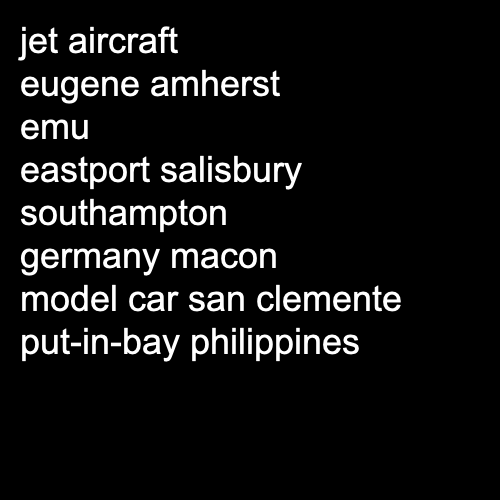 jet aircraft
eugene amherst
emu
eastport salisbury
southampton
germany macon
model car san clemente
put-in-bay philippines